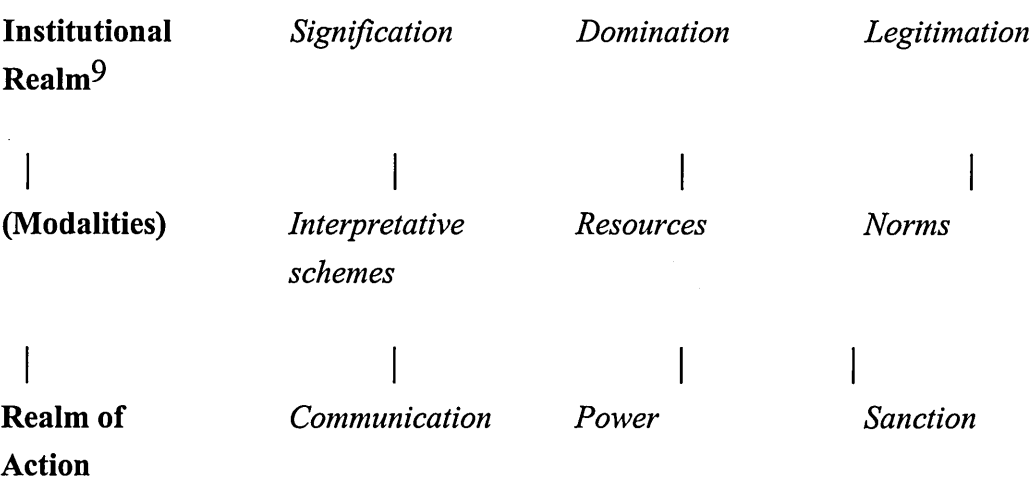 Institutional Signification Domination Legitimation
Realm9
| | | |
(Modalities) Interpretative Resources Norms
schemes
| | | |
Realm of Communication Power Sanction
Action